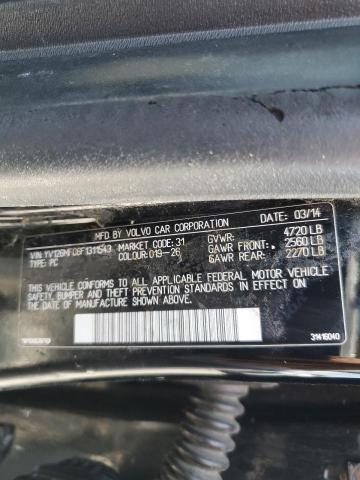 MFD BY VOLVO CAR CORPORATION DATE: 03/14
VIN: YV126MFC6F1311543 MARKET CODE: 31 GVWR: 4720 LB
TYPE: PC COLOUR: 019-26 GAWR FRONT: 2560 LB
GAWR REAR: 2270 LB
THIS VEHICLE CONFORMS TO ALL APPLICABLE FEDERAL MOTOR VEHICLE
SAFETY, BUMPER AND THEFT PREVENTION STANDARDS IN EFFECT ON THE
DATE OF MANUFACTURE SHOWN ABOVE.
VOLVO 31416040